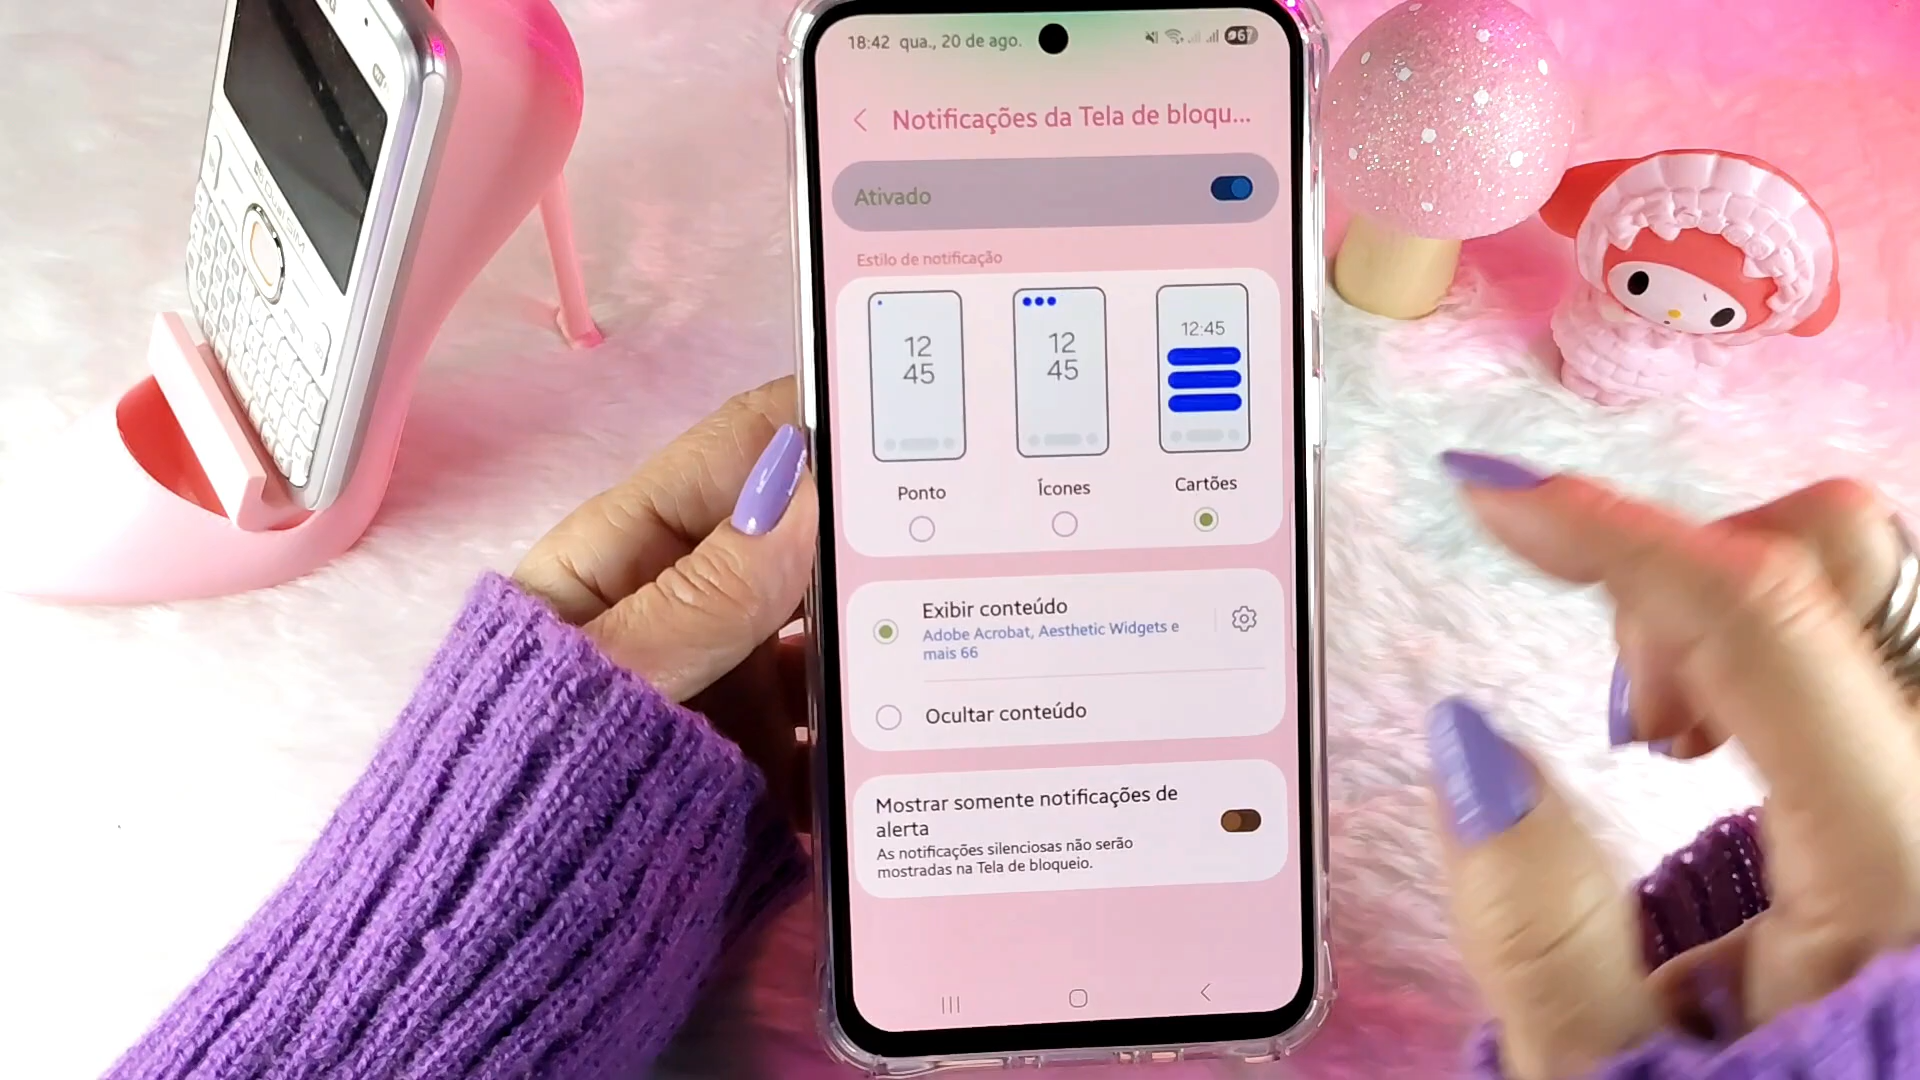 18:42 qua., 20 de ago.
67
Notificações da Tela de bloqu...
Ativado
Estilo de notificação
12
45
12
45
12:45
Ponto
Ícones
Cartões
Exibir conteúdo
Adobe Acrobat, Aesthetic Widgets e
mais 66
Ocultar conteúdo
Mostrar somente notificações de
alerta
As notificações silenciosas não serão
mostradas na Tela de bloqueio.
Dual SIM